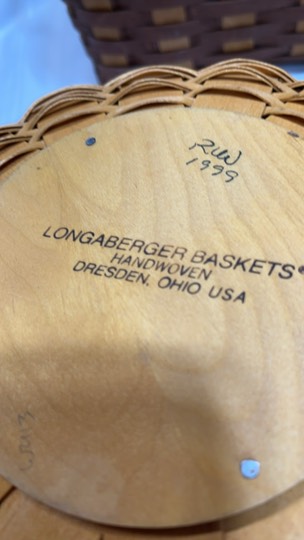 RW
1999
LONGABERGER BASKETS®
HANDWOVEN
DRESDEN, OHIO USA